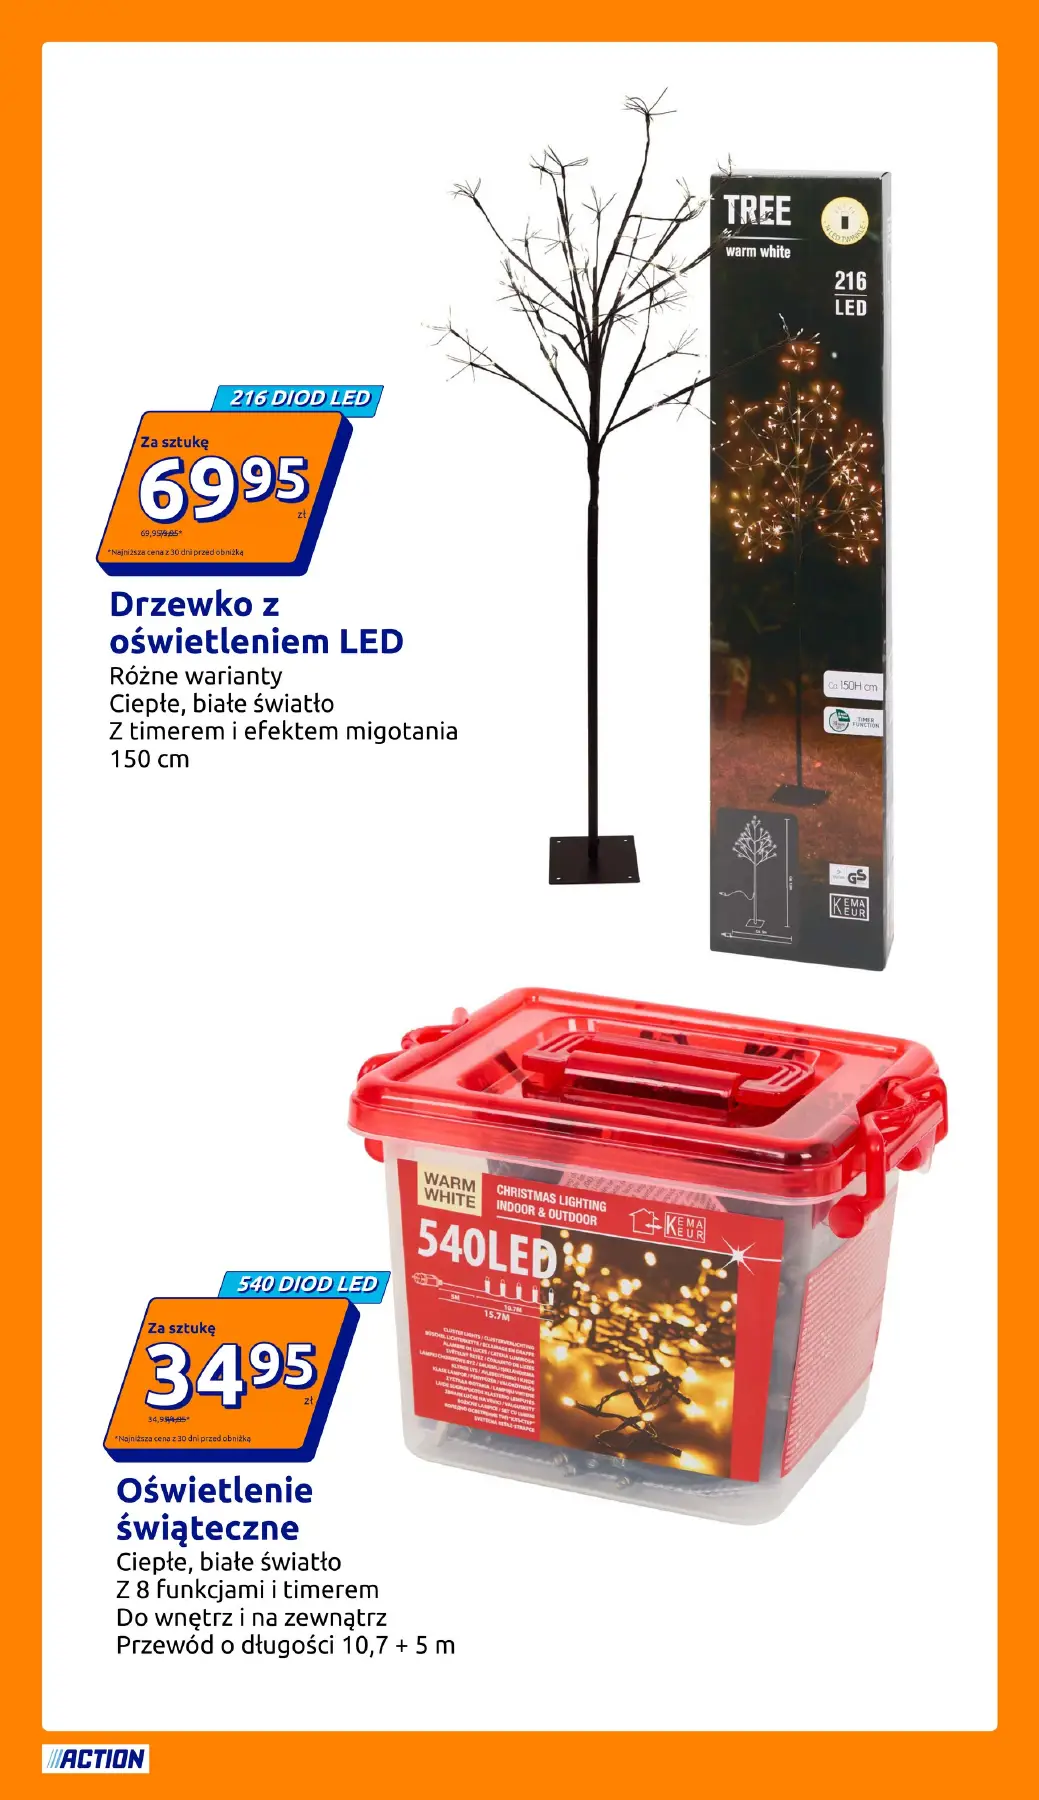 TREE
warm white
216
LED
216 DIOD LED
Za sztukę
69 95
zł
*Najniższa cena z 30 dni przed obniżką
Drzewko z
oświetleniem LED
Różne warianty
Ciepłe, białe światło
Z timerem i efektem migotania
150 cm
Ca 150H cm
TIMER
FUNCTION
GS
KEMA
KEUR
WARM
WHITE
CHRISTMAS LIGHTING
INDOOR & OUTDOOR
KEMA
KEUR
540LED
5M
10.7M
15.7M
540 DIOD LED
Za sztukę
34 95
zł
*Najniższa cena z 30 dni przed obniżką
Oświetlenie
świąteczne
Ciepłe, białe światło
Z 8 funkcjami i timerem
Do wnętrz i na zewnątrz
Przewód o długości 10,7 + 5 m
ACTION